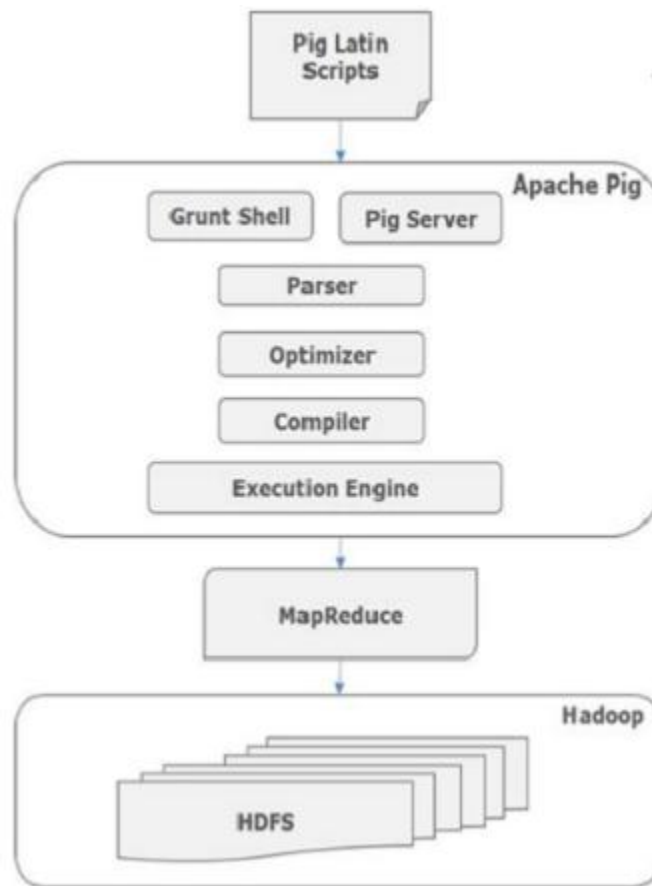 Pig Latin
Scripts
Apache Pig
Grunt Shell
Pig Server
Parser
Optimizer
Compiler
Execution Engine
MapReduce
Hadoop
HDFS